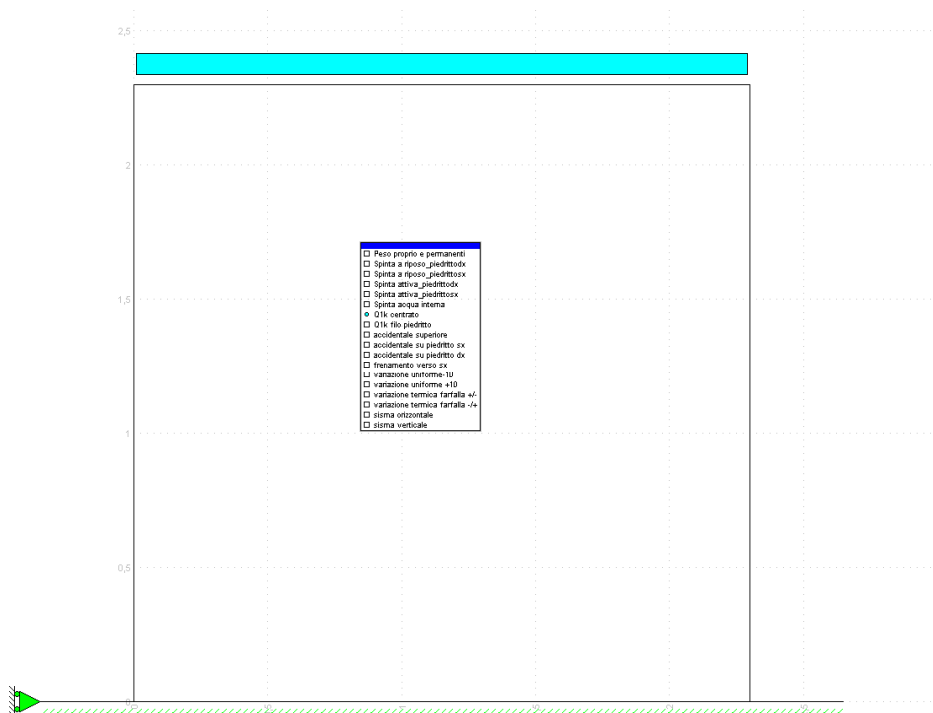 2,5
2
1,5
1
0,5
0
Peso proprio e permanenti
Spinta a riposo_piedrittodx
Spinta a riposo_piedrittosx
Spinta attiva_piedrittodx
Spinta attiva_piedrittosx
Spinta acqua interna
Q1k centrato
Q1k filo piedritto
accidentale superiore
accidentale su piedritto sx
accidentale su piedritto dx
frenamento verso sx
variazione uniforme-10
variazione uniforme +10
variazione termica farfalla +/-
variazione termica farfalla -/+
sisma orizzontale
sisma verticale